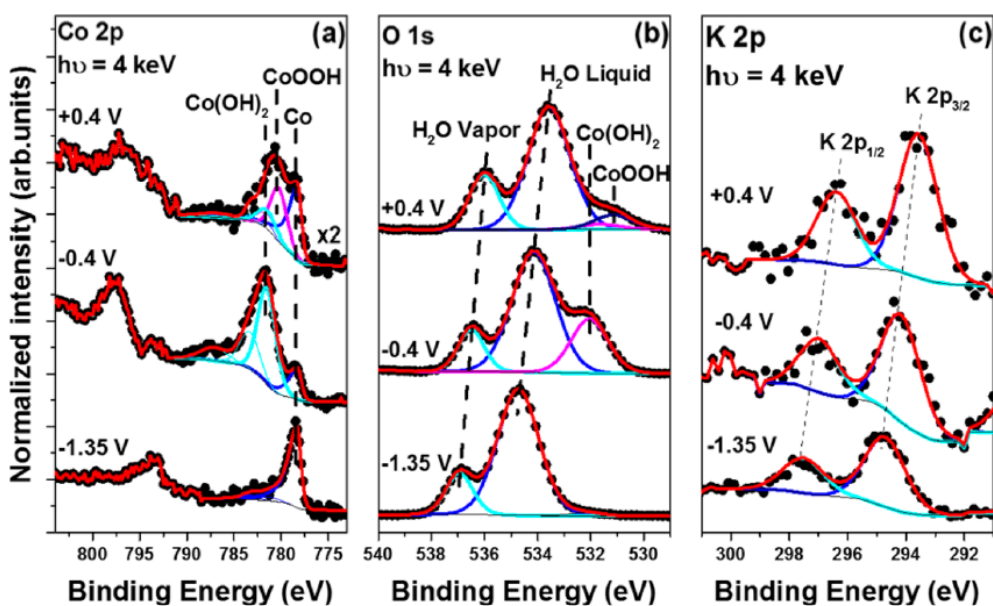 Normalized intensity (arb.units)
Co 2p
(a)
hυ = 4 keV
CoOOH
Co(OH)₂
Co
+0.4 V
x2
-0.4 V
-1.35 V
800 795 790 785 780 775
Binding Energy (eV)
O 1s
(b)
hυ = 4 keV
H₂O Liquid
H₂O Vapor
Co(OH)₂
CoOOH
+0.4 V
-0.4 V
-1.35 V
540 538 536 534 532 530
Binding Energy (eV)
K 2p
(c)
hυ = 4 keV
K 2p₃/₂
K 2p₁/₂
+0.4 V
-0.4 V
-1.35 V
300 298 296 294 292
Binding Energy (eV)